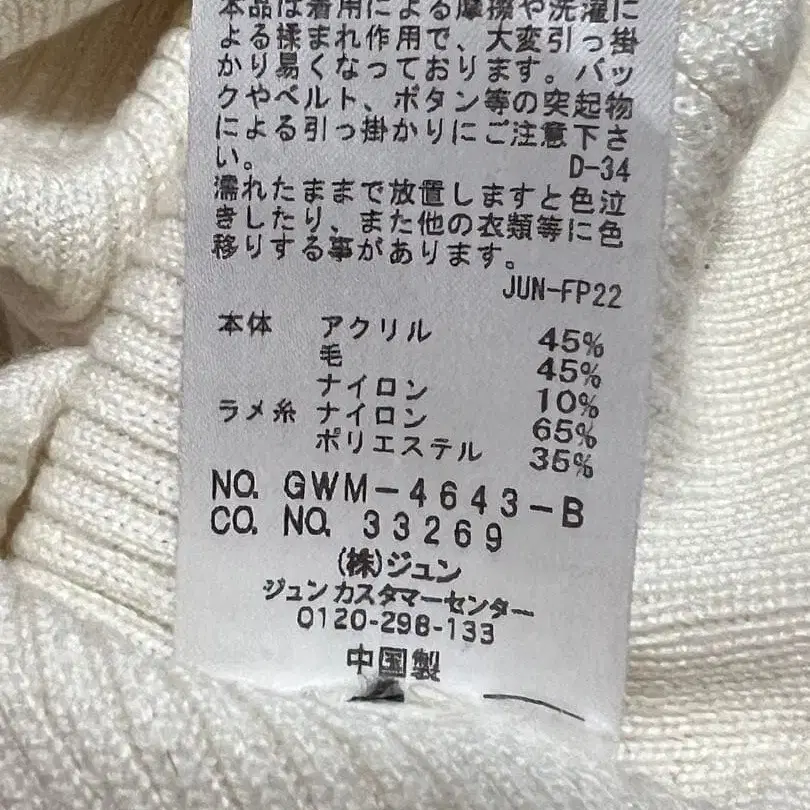 本品は着用による摩擦や洗濯に
よる揉まれ作用で、大変引っ掛
かり易くなっております。バッ
クやベルト、ボタン等の突起物
による引っ掛かりにご注意下さ
い。 D-34
濡れたままで放置しますと色泣
きしたり、また他の衣類等に色
移りする事があります。
JUN-FP22
本体 アクリル 45%
毛 45%
ナイロン 10%
ラメ糸 ナイロン 65%
ポリエステル 35%
NO. GWM-4643-B
CO. NO. 33269
(株)ジュン
ジュンカスタマーセンター
0120-298-133
中国製